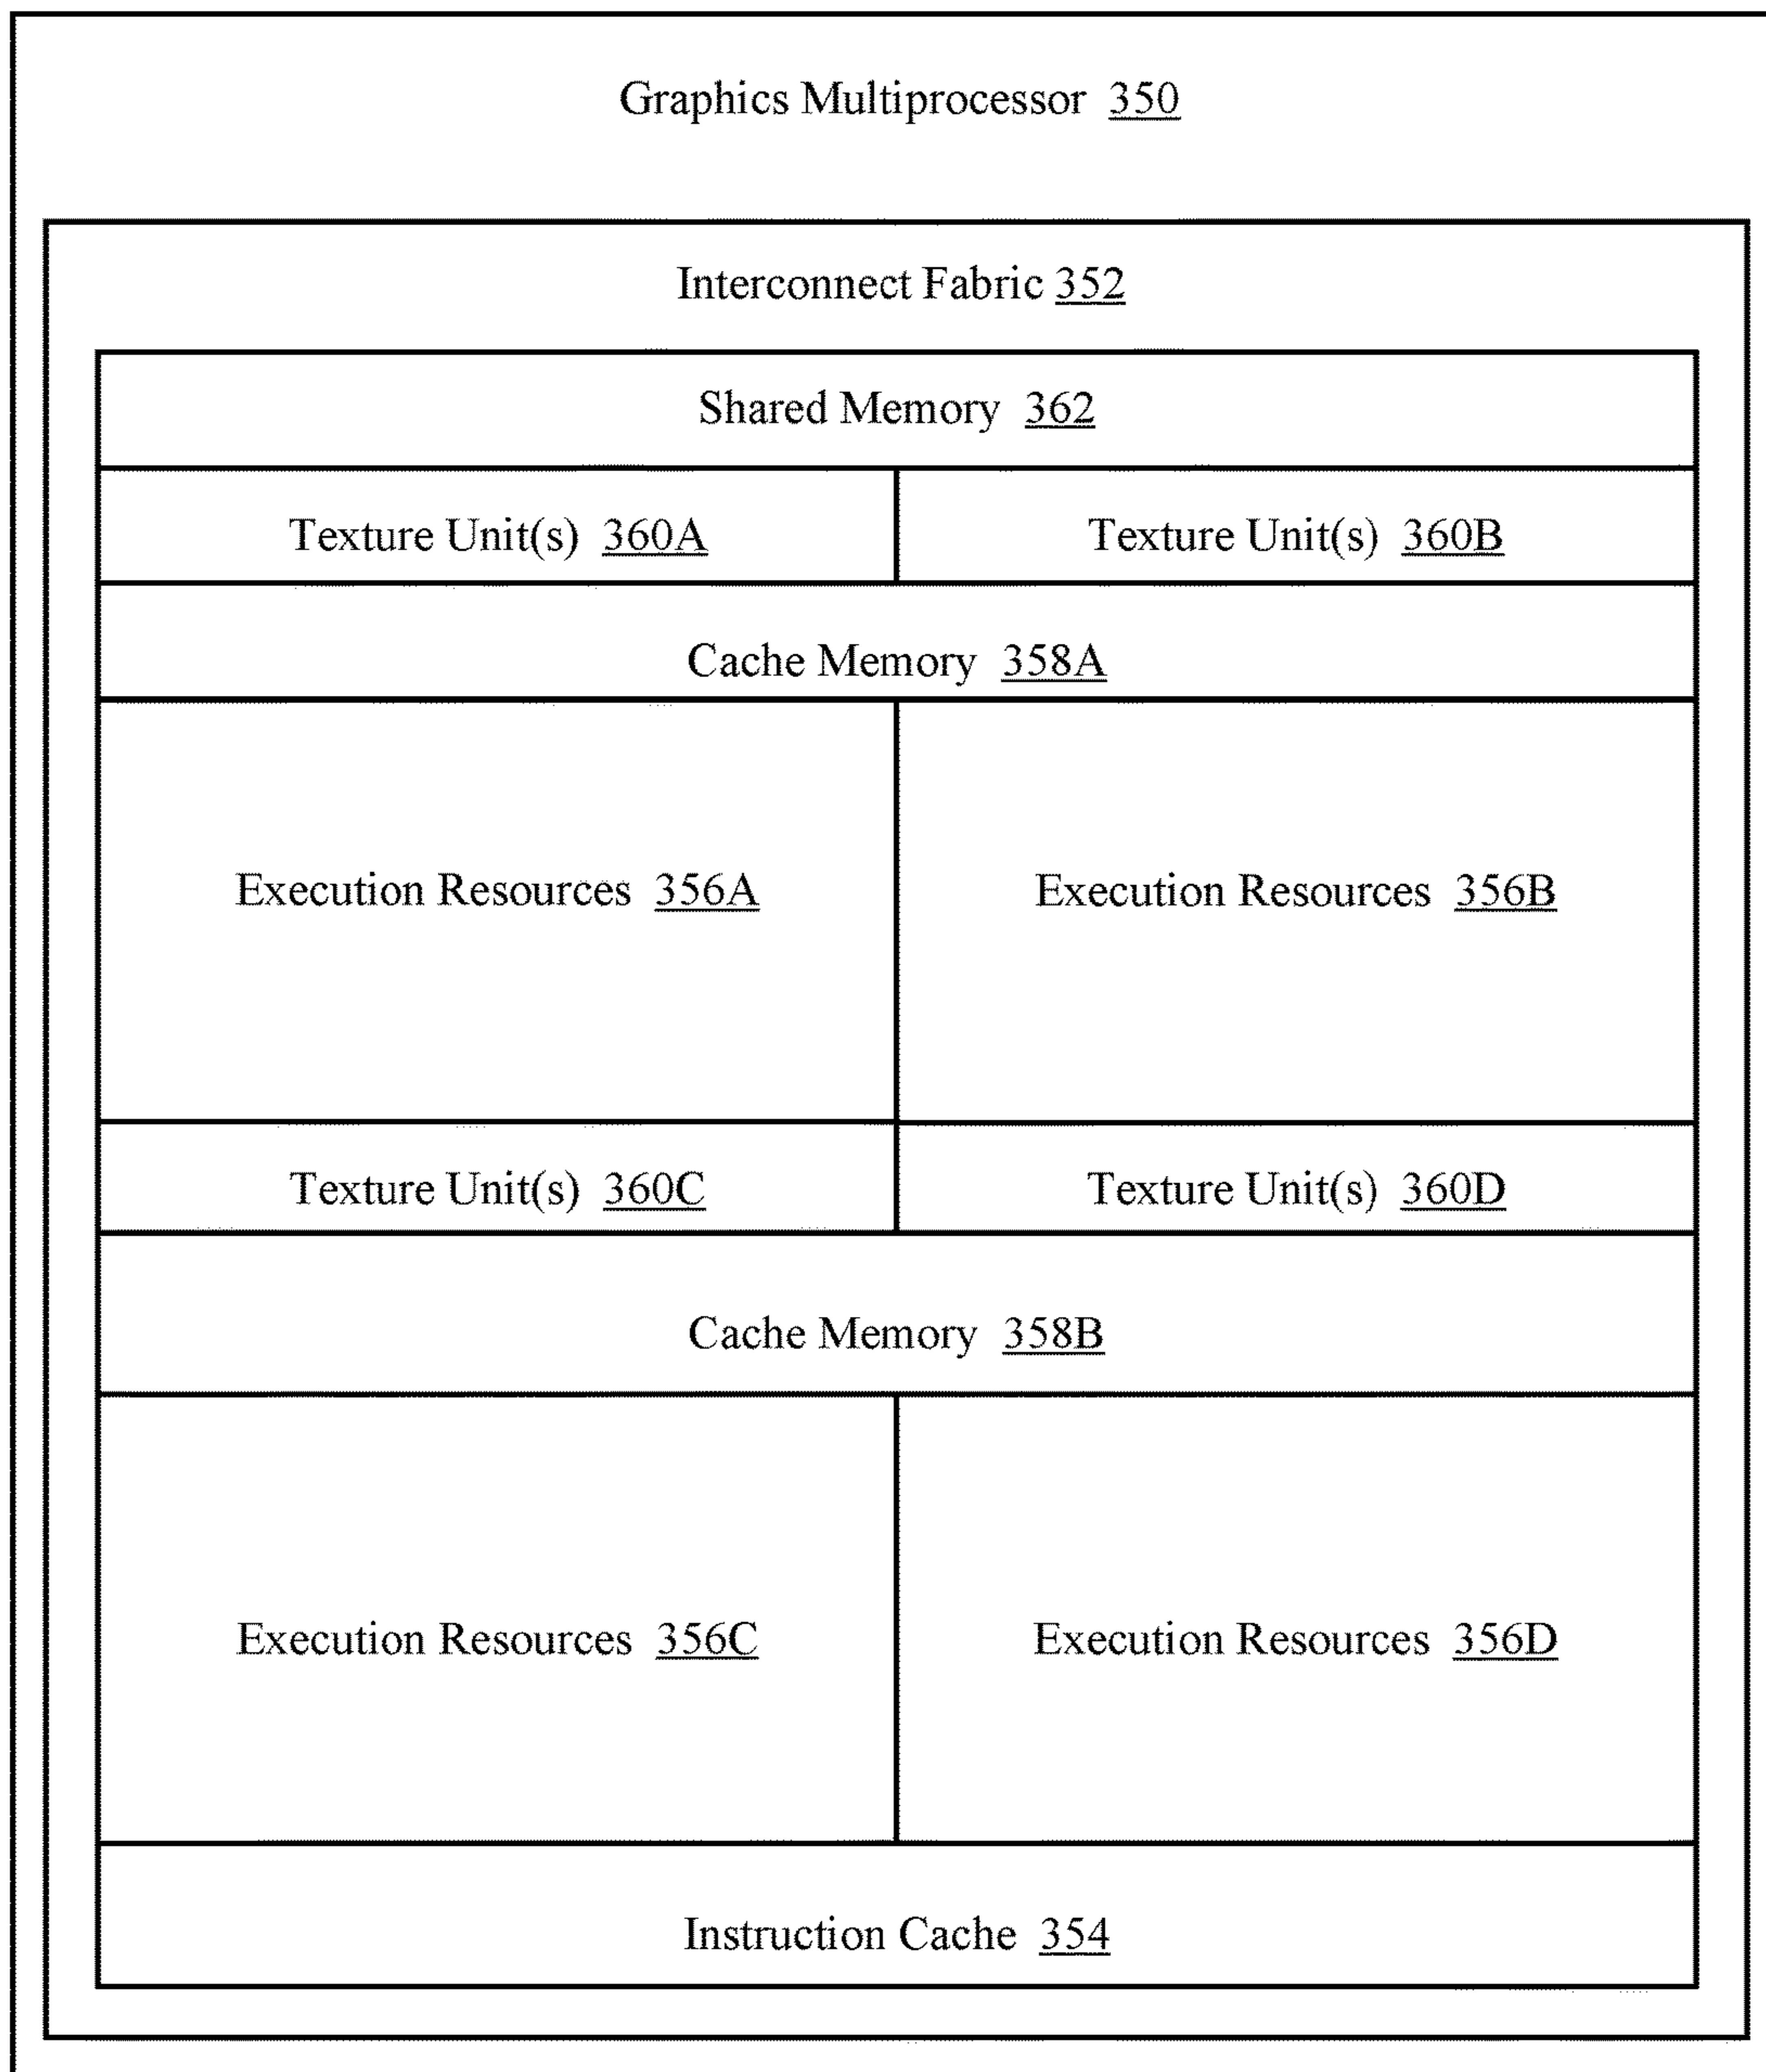 Graphics Multiprocessor 350
Interconnect Fabric 352
Shared Memory 362
Texture Unit(s) 360A
Texture Unit(s) 360B
Cache Memory 358A
Execution Resources 356A
Execution Resources 356B
Texture Unit(s) 360C
Texture Unit(s) 360D
Cache Memory 358B
Execution Resources 356C
Execution Resources 356D
Instruction Cache 354